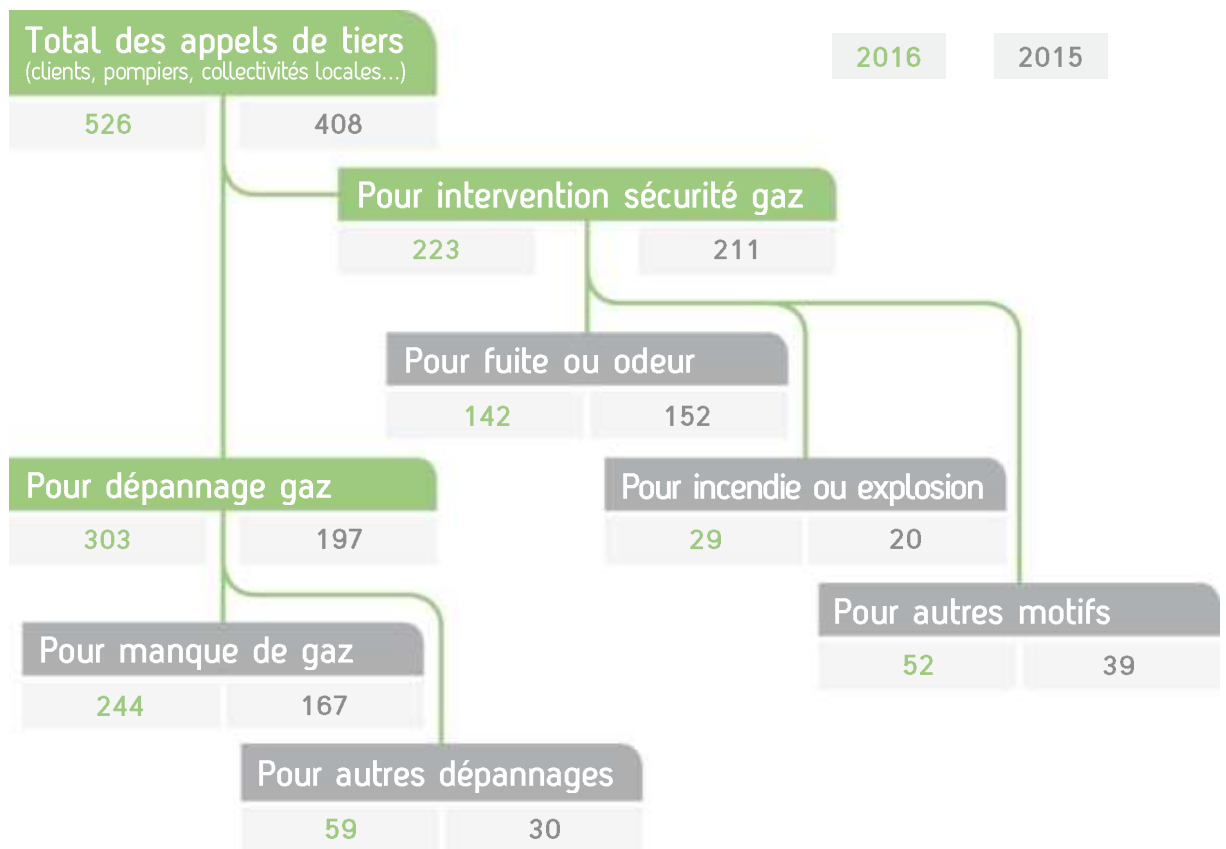 Total des appels de tiers
(clients, pompiers, collectivités locales...)
2016 2015
526 408
Pour intervention sécurité gaz
223 211
Pour fuite ou odeur
142 152
Pour dépannage gaz
303 197
Pour incendie ou explosion
29 20
Pour autres motifs
52 39
Pour manque de gaz
244 167
Pour autres dépannages
59 30